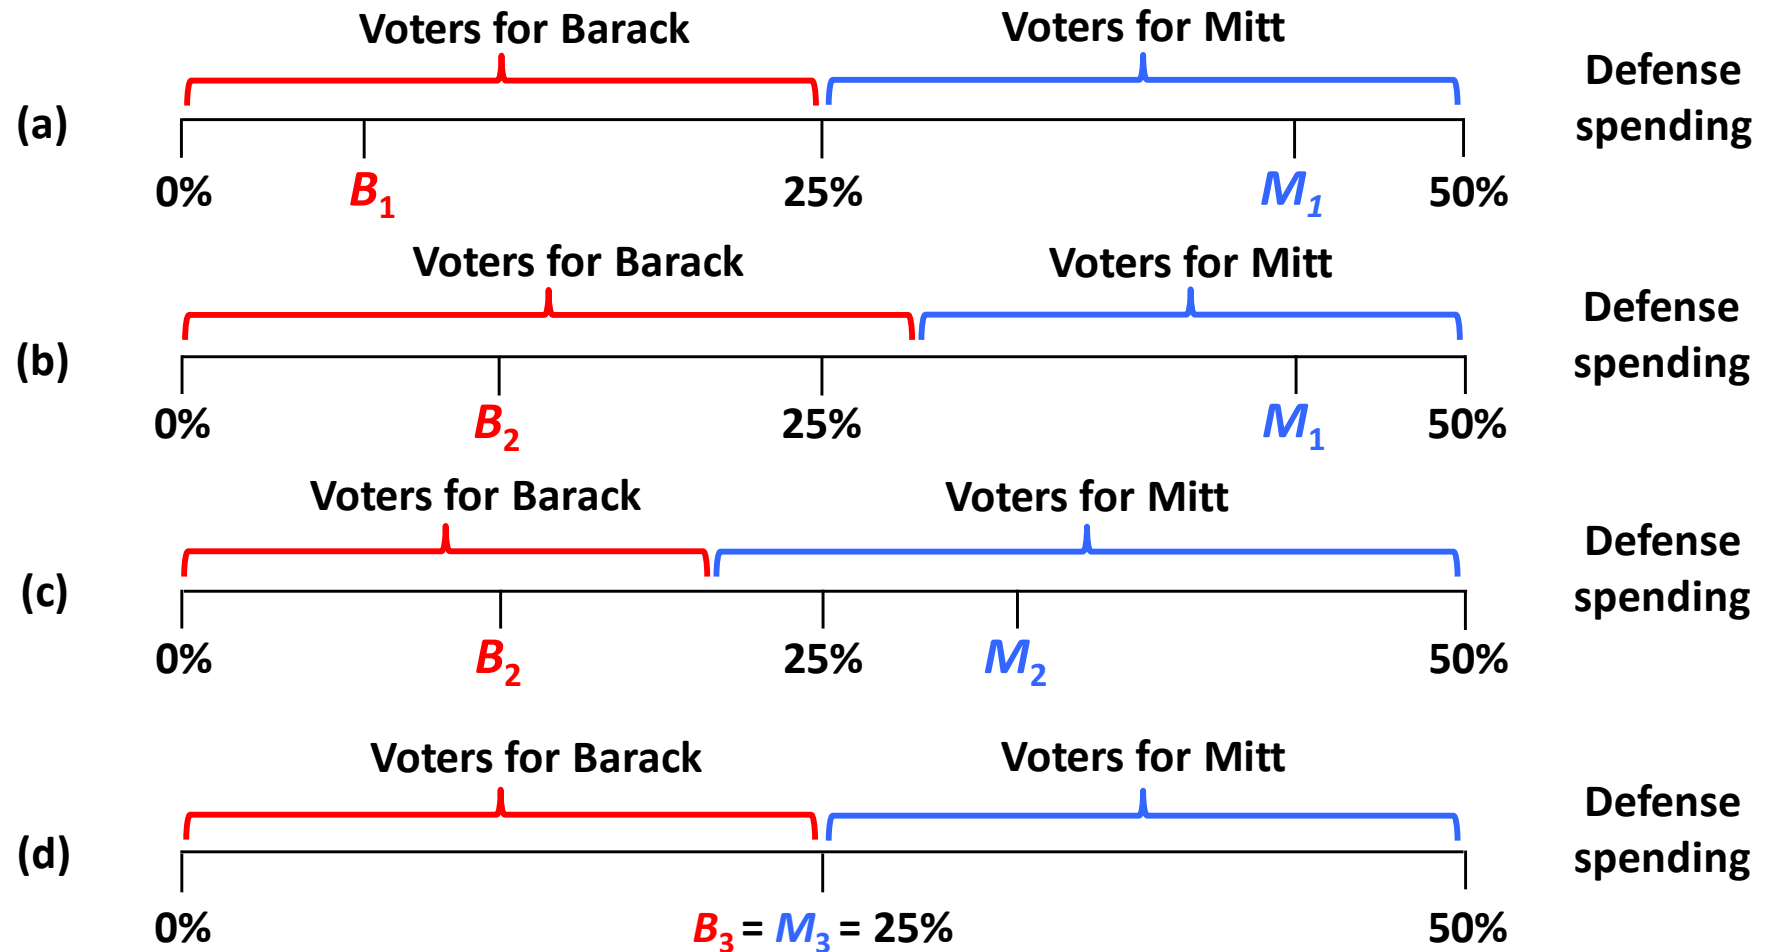 Voters for Barack
Voters for Mitt
Defense
spending
(a)
0%
B1
25%
M1
50%
Voters for Barack
Voters for Mitt
Defense
spending
(b)
0%
B2
25%
M1
50%
Voters for Barack
Voters for Mitt
Defense
spending
(c)
0%
B2
25%
M2
50%
Voters for Barack
Voters for Mitt
Defense
spending
(d)
0%
B3 = M3 = 25%
50%